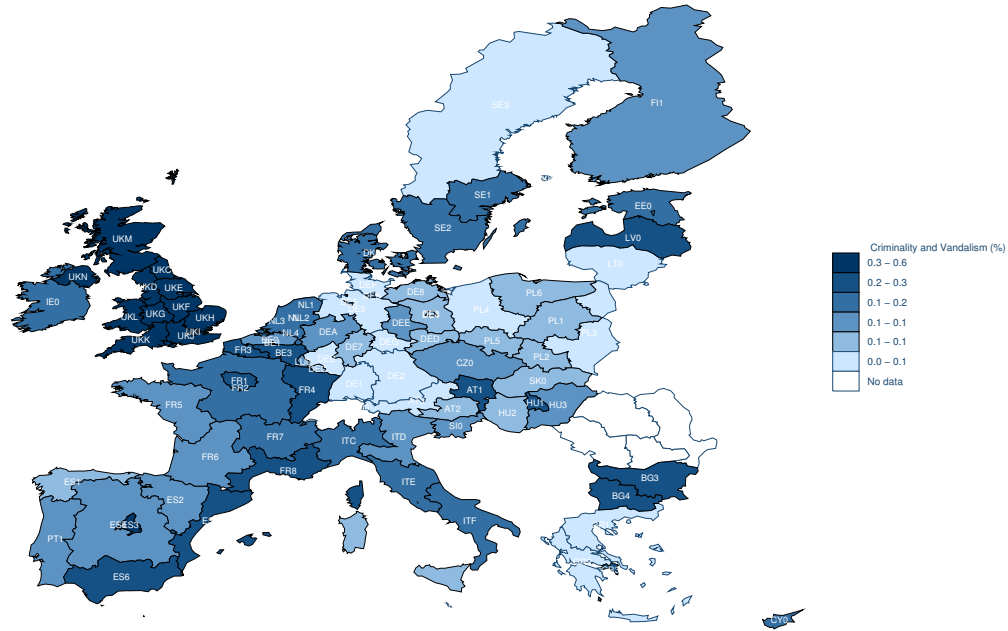 SE3
FI1
SE1
SE2
EE0
LV0
LT0
UKM
UKN
UKC
UKD
UKE
IE0
UKF
UKL
UKG
UKH
UKI
UKJ
UKK
Criminality and Vandalism (%)
0.3 – 0.6
0.2 – 0.3
0.1 – 0.2
0.1 – 0.1
0.1 – 0.1
0.0 – 0.1
No data
NL1
NL2
NL3
NL4
DE8
PL6
PL4
PL1
PL3
PL5
PL2
DEA
DEE
DED
DE7
DE1
DE2
CZ0
SK0
FR3
BE3
FR1
FR2
FR4
AT1
AT2
HU1
HU2
HU3
SI0
FR5
FR6
FR7
FR8
ITC
ITD
ITE
ITF
BG3
BG4
ES2
ES3
PT1
ES6
CY0